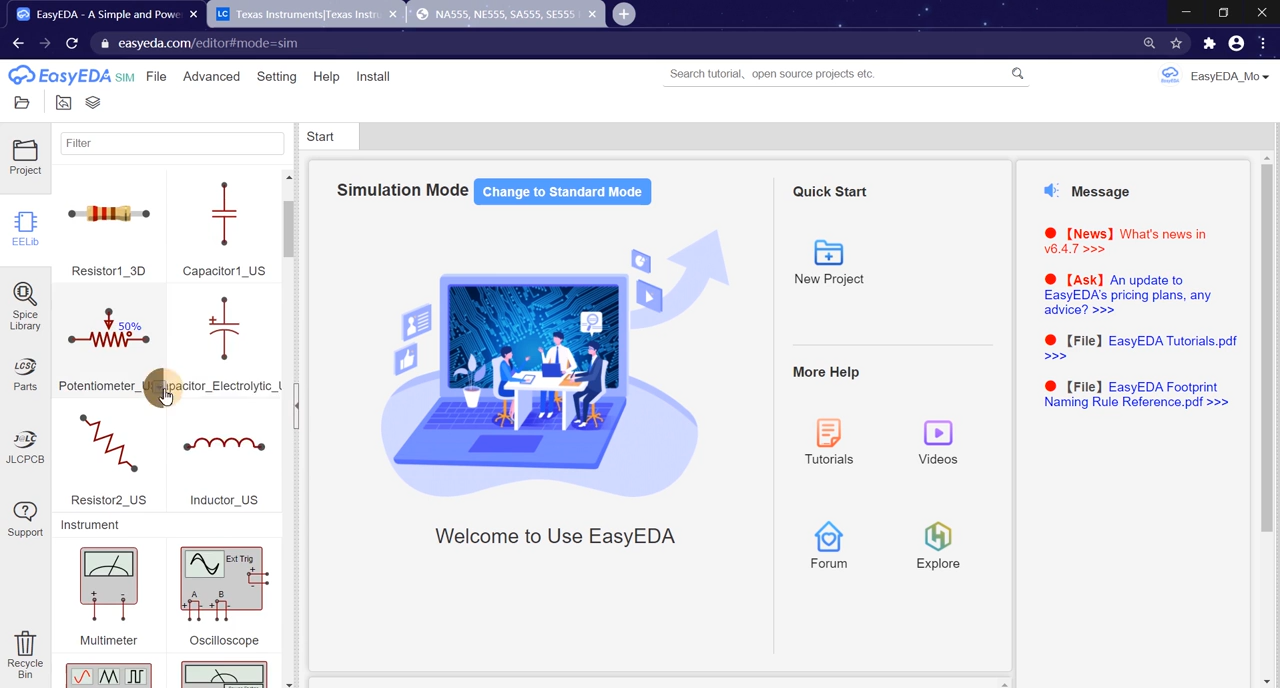 EasyEDA - A Simple and Powe
Texas Instruments|Texas Instru
NA555, NE555, SA555, SE555
easyeda.com/editor#mode=sim
EasyEDA SIM
File Advanced Setting Help Install
Search tutorial、open source projects etc.
EasyEDA_Mo
Project
EELib
Spice
Library
LCSC
Parts
JLCPCB
Support
Recycle
Bin
Filter
Resistor1_3D
Capacitor1_US
50%
Potentiometer_U
pacitor_Electrolytic_U
Resistor2_US
Inductor_US
Instrument
Multimeter
Ext Trig
A B
Oscilloscope
Start
Simulation Mode
Change to Standard Mode
Welcome to Use EasyEDA
Quick Start
New Project
More Help
Tutorials
Videos
Forum
Explore
Message
【News】What's news in
v6.4.7 >>>
【Ask】An update to
EasyEDA's pricing plans, any
advice? >>>
【File】EasyEDA Tutorials.pdf
>>>
【File】EasyEDA Footprint
Naming Rule Reference.pdf >>>